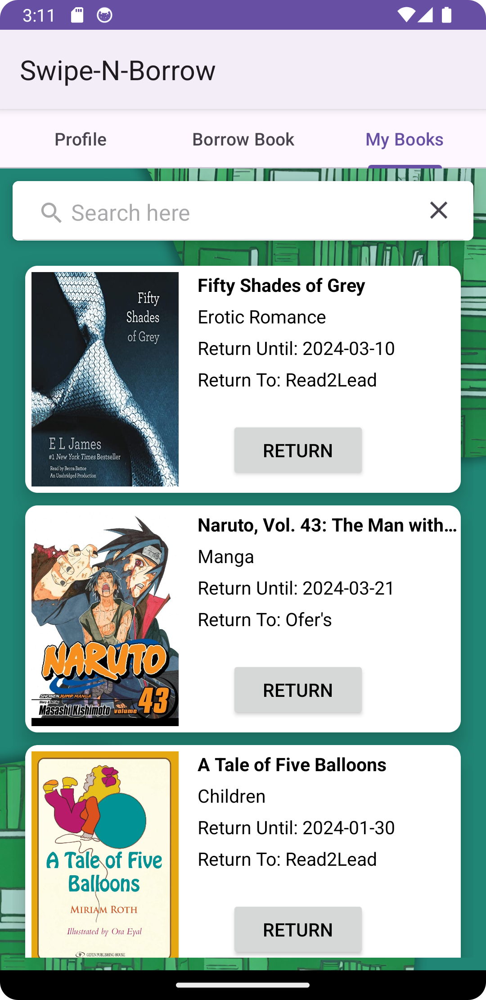 3:11
Swipe-N-Borrow
Profile
Borrow Book
My Books
Search here
Fifty
Shades
of Grey
E L James
#1 New York Times Bestseller
Read by Becca Battoe
An Unabridged Production
Fifty Shades of Grey
Erotic Romance
Return Until: 2024-03-10
Return To: Read2Lead
RETURN
NARUTO
SHONEN JUMP MANGA
Story & Art by
Masashi Kishimoto
volume 43
Naruto, Vol. 43: The Man with...
Manga
Return Until: 2024-03-21
Return To: Ofer's
RETURN
A Tale of Five
Balloons
MIRIAM ROTH
Illustrated by Ora Eyal
GEFEN PUBLISHING HOUSE
A Tale of Five Balloons
Children
Return Until: 2024-01-30
Return To: Read2Lead
RETURN